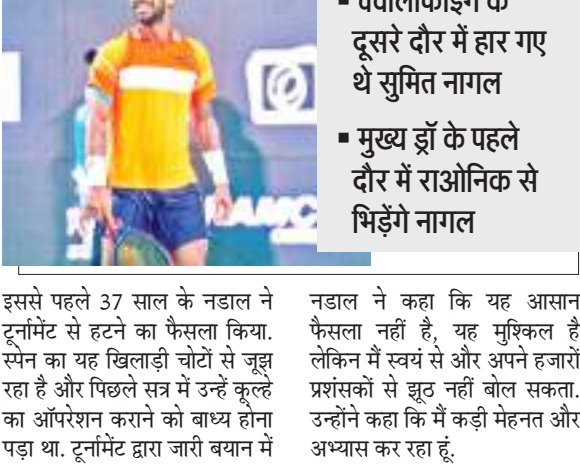 ▪ क्वालीफाइंग के
दूसरे दौर में हार गए
थे सुमित नागल
▪ मुख्य ड्रॉ के पहले
दौर में राओनिक से
भिड़ेंगे नागल
इससे पहले 37 साल के नडाल ने
टूर्नामेंट से हटने का फैसला किया.
स्पेन का यह खिलाड़ी चोटों से जूझ
रहा है और पिछले सत्र में उन्हें कूल्हे
का ऑपरेशन कराने को बाध्य होना
पड़ा था. टूर्नामेंट द्वारा जारी बयान में
नडाल ने कहा कि यह आसान
फैसला नहीं है, यह मुश्किल है
लेकिन मैं स्वयं से और अपने हजारों
प्रशंसकों से झूठ नहीं बोल सकता.
उन्होंने कहा कि मैं कड़ी मेहनत और
अभ्यास कर रहा हूं.